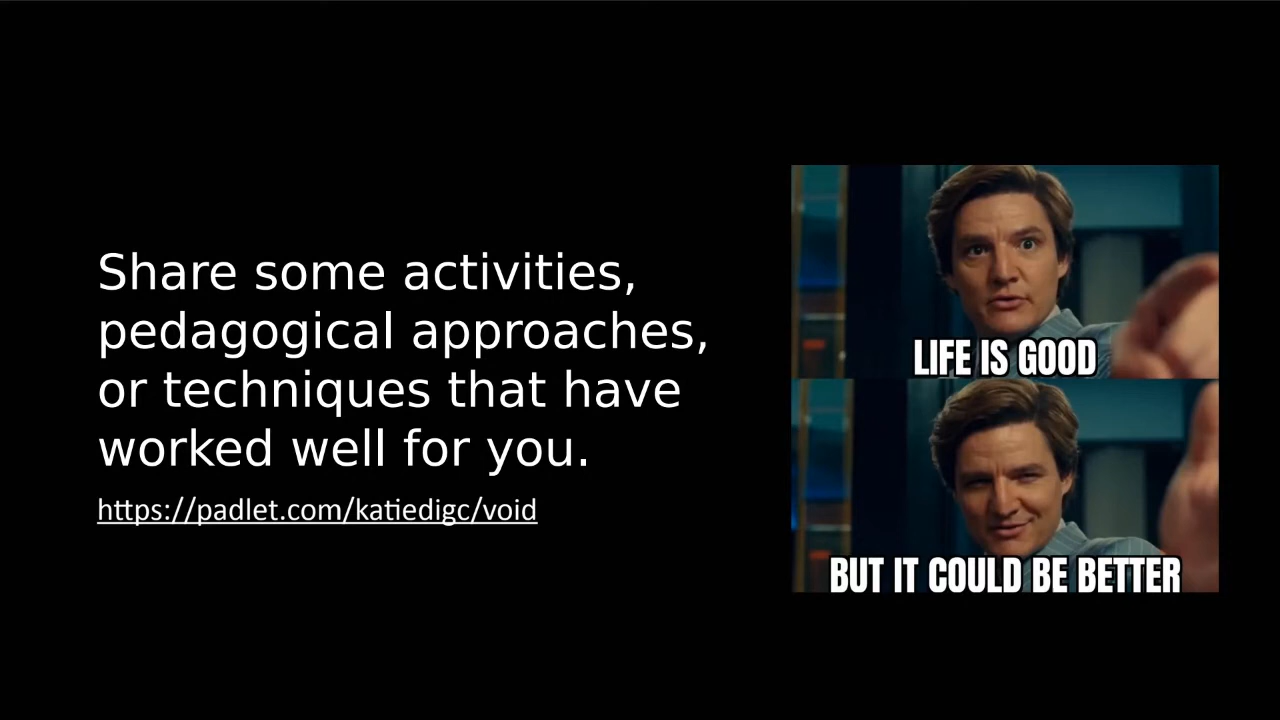 Share some activities,
pedagogical approaches,
or techniques that have
worked well for you.
https://padlet.com/katiedigc/void
LIFE IS GOOD
BUT IT COULD BE BETTER